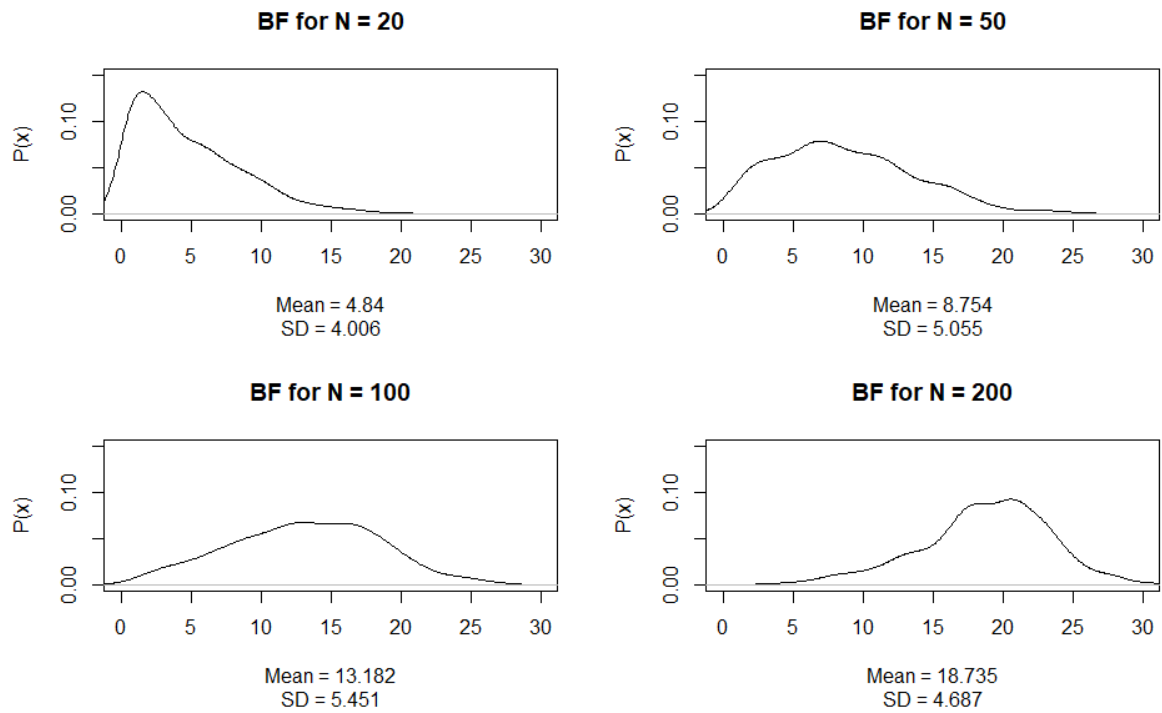 BF for N = 20
P(x)
0.00 0.10
0 5 10 15 20 25 30
Mean = 4.84
SD = 4.006
BF for N = 50
P(x)
0.00 0.10
0 5 10 15 20 25 30
Mean = 8.754
SD = 5.055
BF for N = 100
P(x)
0.00 0.10
0 5 10 15 20 25 30
Mean = 13.182
SD = 5.451
BF for N = 200
P(x)
0.00 0.10
0 5 10 15 20 25 30
Mean = 18.735
SD = 4.687